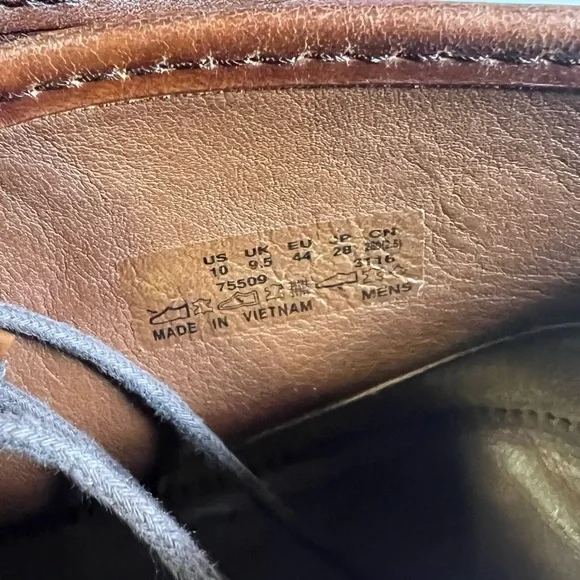 US UK EU JP CN
10 9.5 44 28 280(2.5)
75509 3116
MADE IN VIETNAM MENS